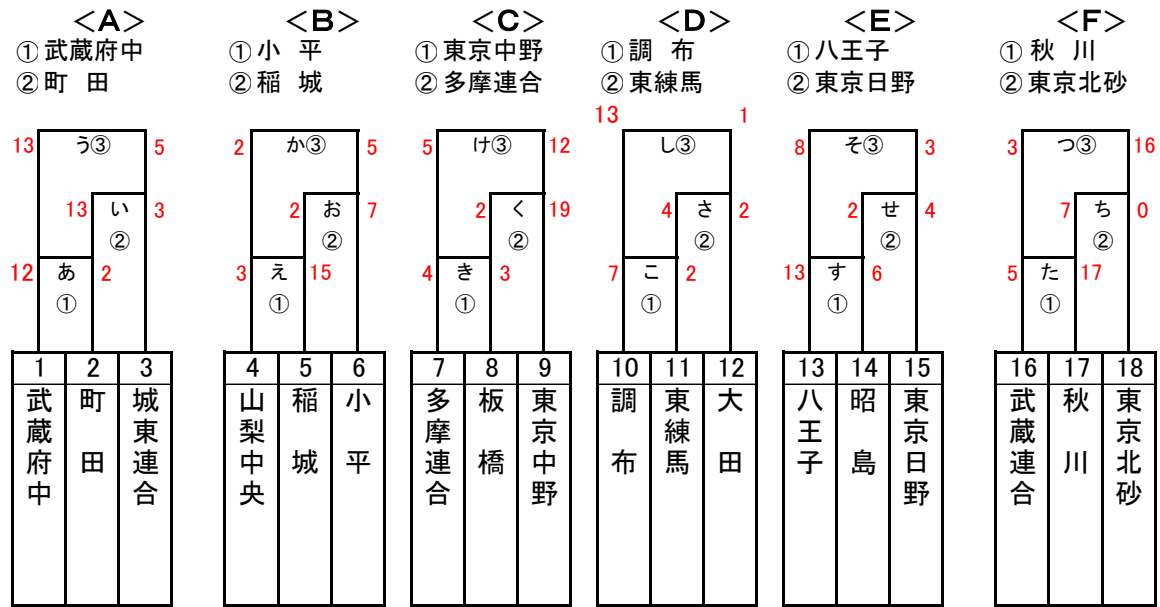 ＜A＞ ＜B＞ ＜C＞ ＜D＞ ＜E＞ ＜F＞
①武蔵府中 ①小 平 ①東京中野 ①調 布 ①八王子 ①秋 川
②町 田 ②稲 城 ②多摩連合 ②東練馬 ②東京日野 ②東京北砂
13 1
13 う③ 5 2 か③ 5 5 け③ 12 し③ 8 そ③ 3 3 つ③ 16
13 い 3 2 お 7 2 く 19 4 さ 2 2 せ 4 7 ち 0
② ② ② ② ② ②
12 あ 2 3 え 15 4 き 3 7 こ 2 13 す 6 5 た 17
① ① ① ① ① ①
1 2 3 4 5 6 7 8 9 10 11 12 13 14 15 16 17 18
武蔵府中
町田
城東連合
山梨中央
稲城
小平
多摩連合
板橋
東京中野
調布
東練馬
大田
八王子
昭島
東京日野
武蔵連合
秋川
東京北砂